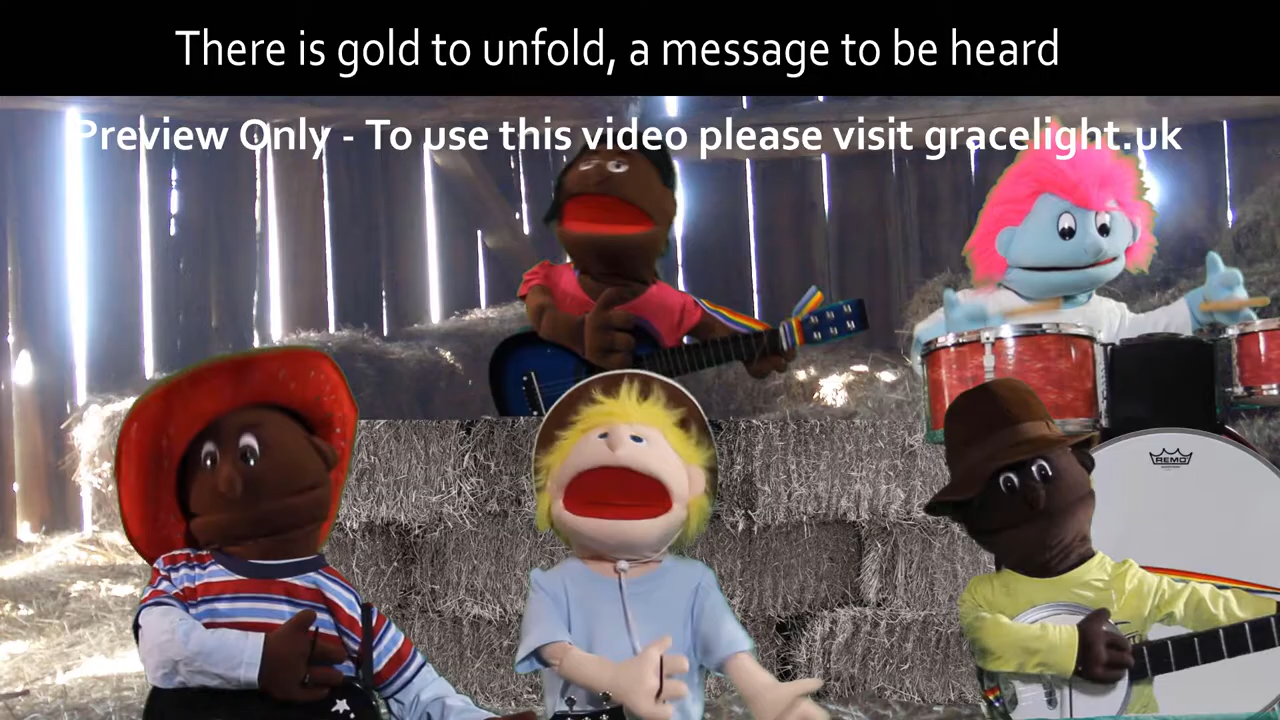 There is gold to unfold, a message to be heard
Preview Only - To use this video please visit gracelight.uk
REMO